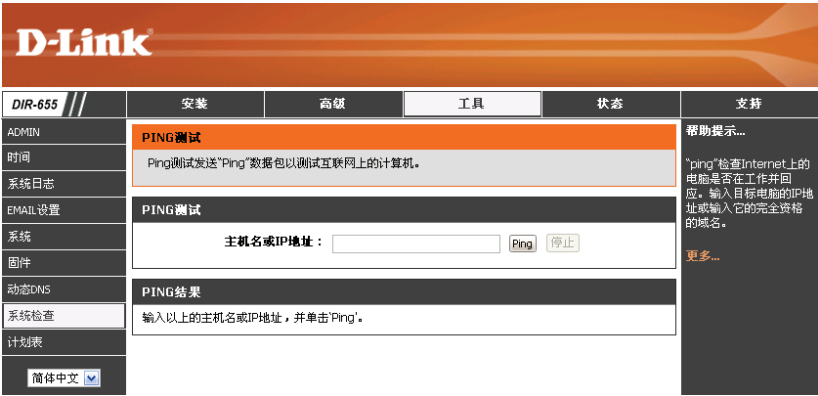 D-Link
DIR-655
安装
高级
工具
状态
支持
ADMIN
时间
系统日志
EMAIL设置
系统
固件
动态DNS
系统检查
计划表
简体中文
PING测试
Ping测试发送"Ping"数据包以测试互联网上的计算机。
PING测试
主机名或IP地址：
Ping
停止
PING结果
输入以上的主机名或IP地址，并单击'Ping'。
帮助提示...
"ping"检查Internet上的
电脑是否在工作并回
应。输入目标电脑的IP地
址或输入它的完全资格
的域名。
更多...